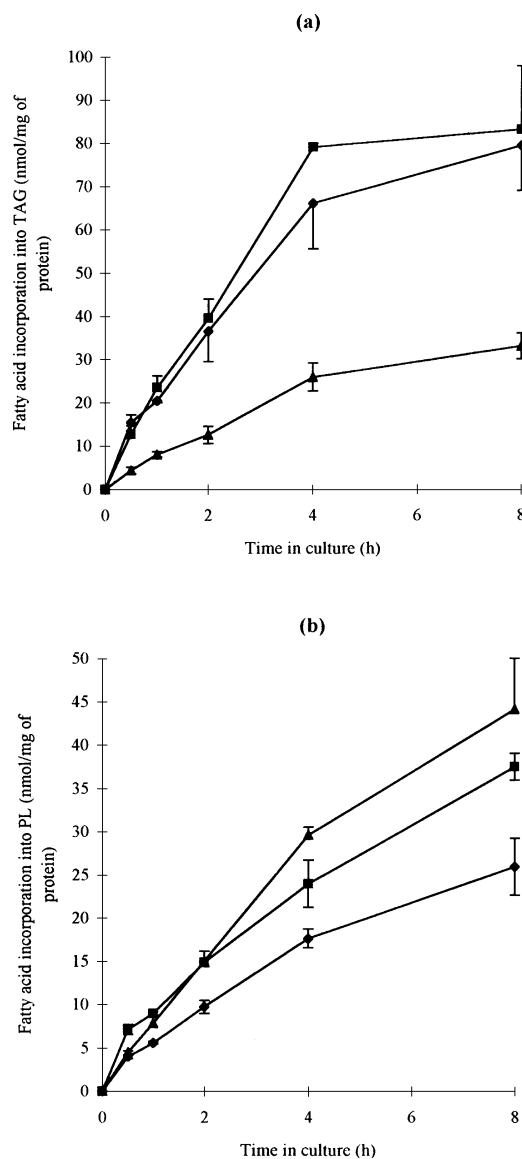 (a)
Fatty acid incorporation into TAG (nmol/mg of
protein)
100
90
80
70
60
50
40
30
20
10
0
0 2 4 6 8
Time in culture (h)
(b)
Fatty acid incorporation into PL (nmol/mg of
protein)
50
45
40
35
30
25
20
15
10
5
0
0 2 4 6 8
Time in culture (h)